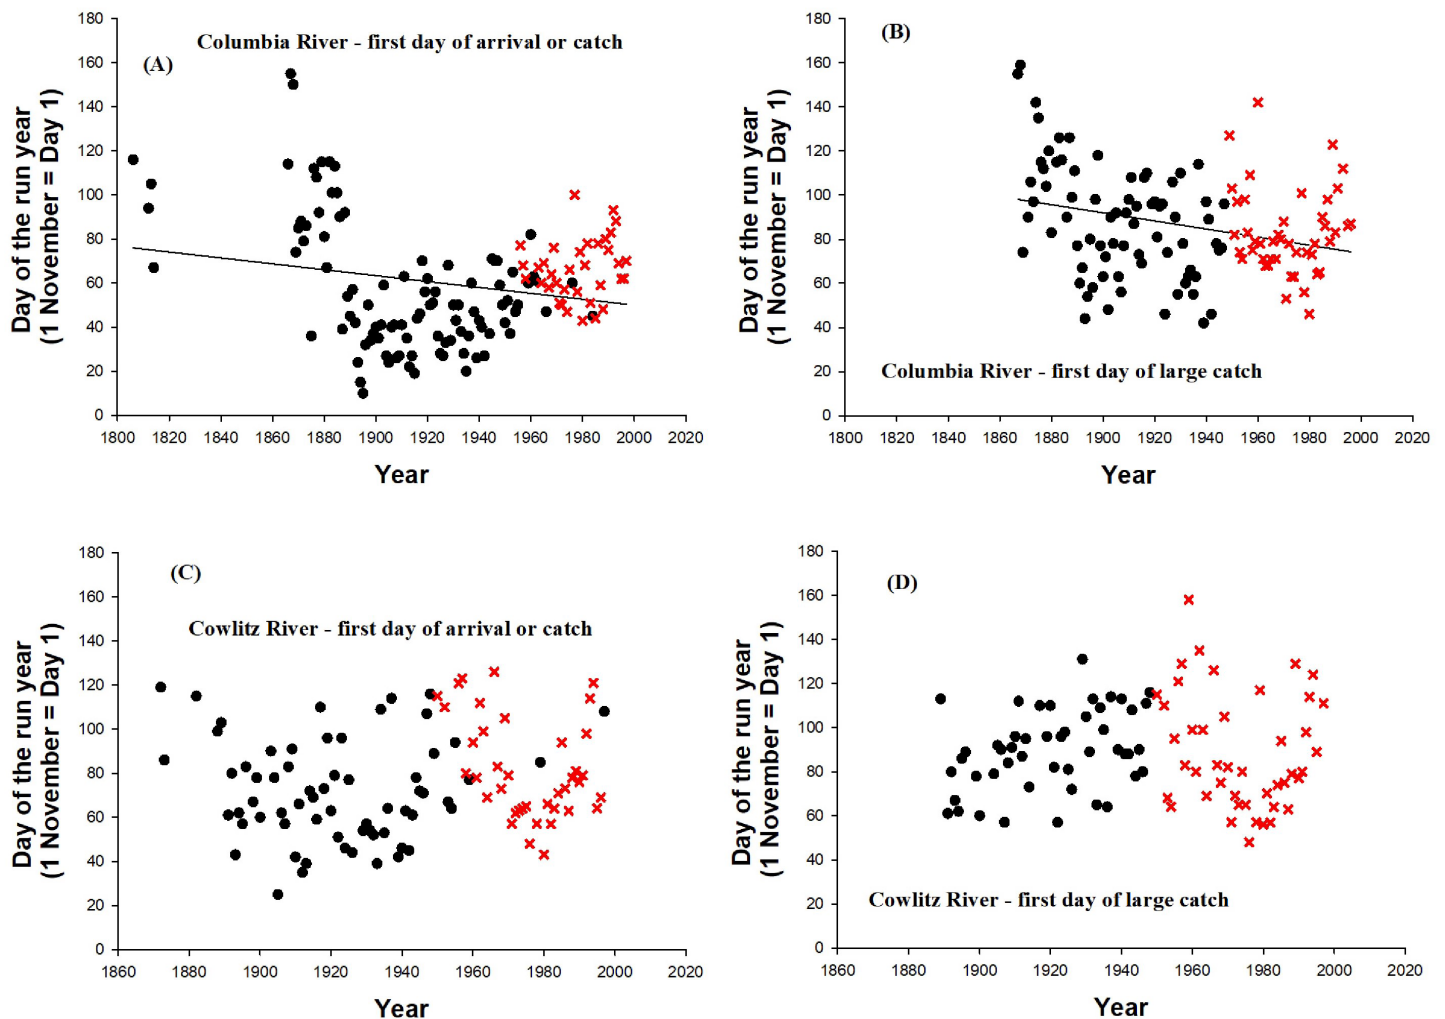 Columbia River - first day of arrival or catch
(A)
Day of the run year
(1 November = Day 1)
180
160
140
120
100
80
60
40
20
0
1800 1820 1840 1860 1880 1900 1920 1940 1960 1980 2000 2020
Year
(B)
Columbia River - first day of large catch
Day of the run year
(1 November = Day 1)
180
160
140
120
100
80
60
40
20
0
1800 1820 1840 1860 1880 1900 1920 1940 1960 1980 2000 2020
Year
(C)
Cowlitz River - first day of arrival or catch
Day of the run year
(1 November = Day 1)
180
160
140
120
100
80
60
40
20
0
1860 1880 1900 1920 1940 1960 1980 2000 2020
Year
(D)
Cowlitz River - first day of large catch
Day of the run year
(1 November = Day 1)
180
160
140
120
100
80
60
40
20
0
1860 1880 1900 1920 1940 1960 1980 2000 2020
Year